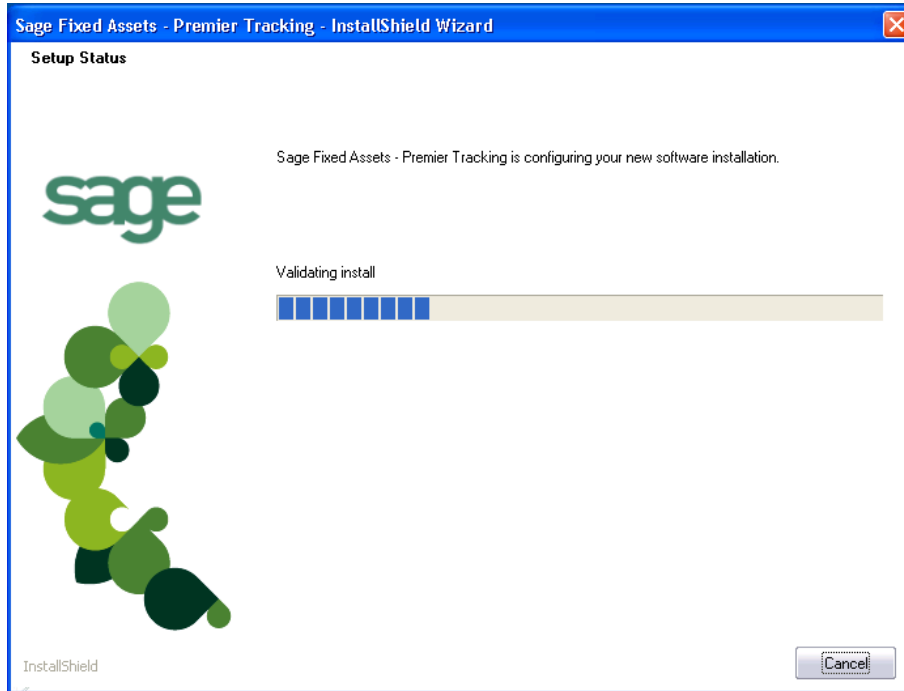 Sage Fixed Assets - Premier Tracking - InstallShield Wizard
Setup Status
Sage Fixed Assets - Premier Tracking is configuring your new software installation.
sage
Validating install
InstallShield
Cancel